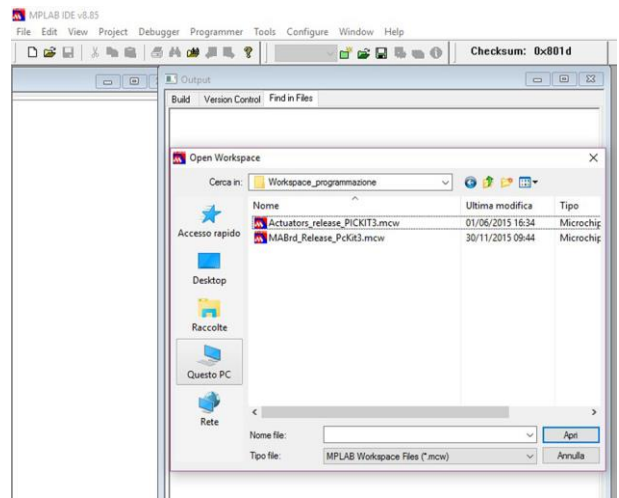 MPLAB IDE v8.85
File Edit View Project Debugger Programmer Tools Configure Window Help
Checksum: 0x801d
Output
Build Version Control Find in Files
Open Workspace
Cerca in: Workspace_programmazione
Nome Ultima modifica Tipo
Actuators_release_PICKIT3.mcw 01/06/2015 16:34 Microchip
MABrd_Release_PcKit3.mcw 30/11/2015 09:44 Microchip
Accesso rapido
Desktop
Raccolte
Questo PC
Rete
Nome file: Apri
Tipo file: MPLAB Workspace Files (*.mcw) Annulla